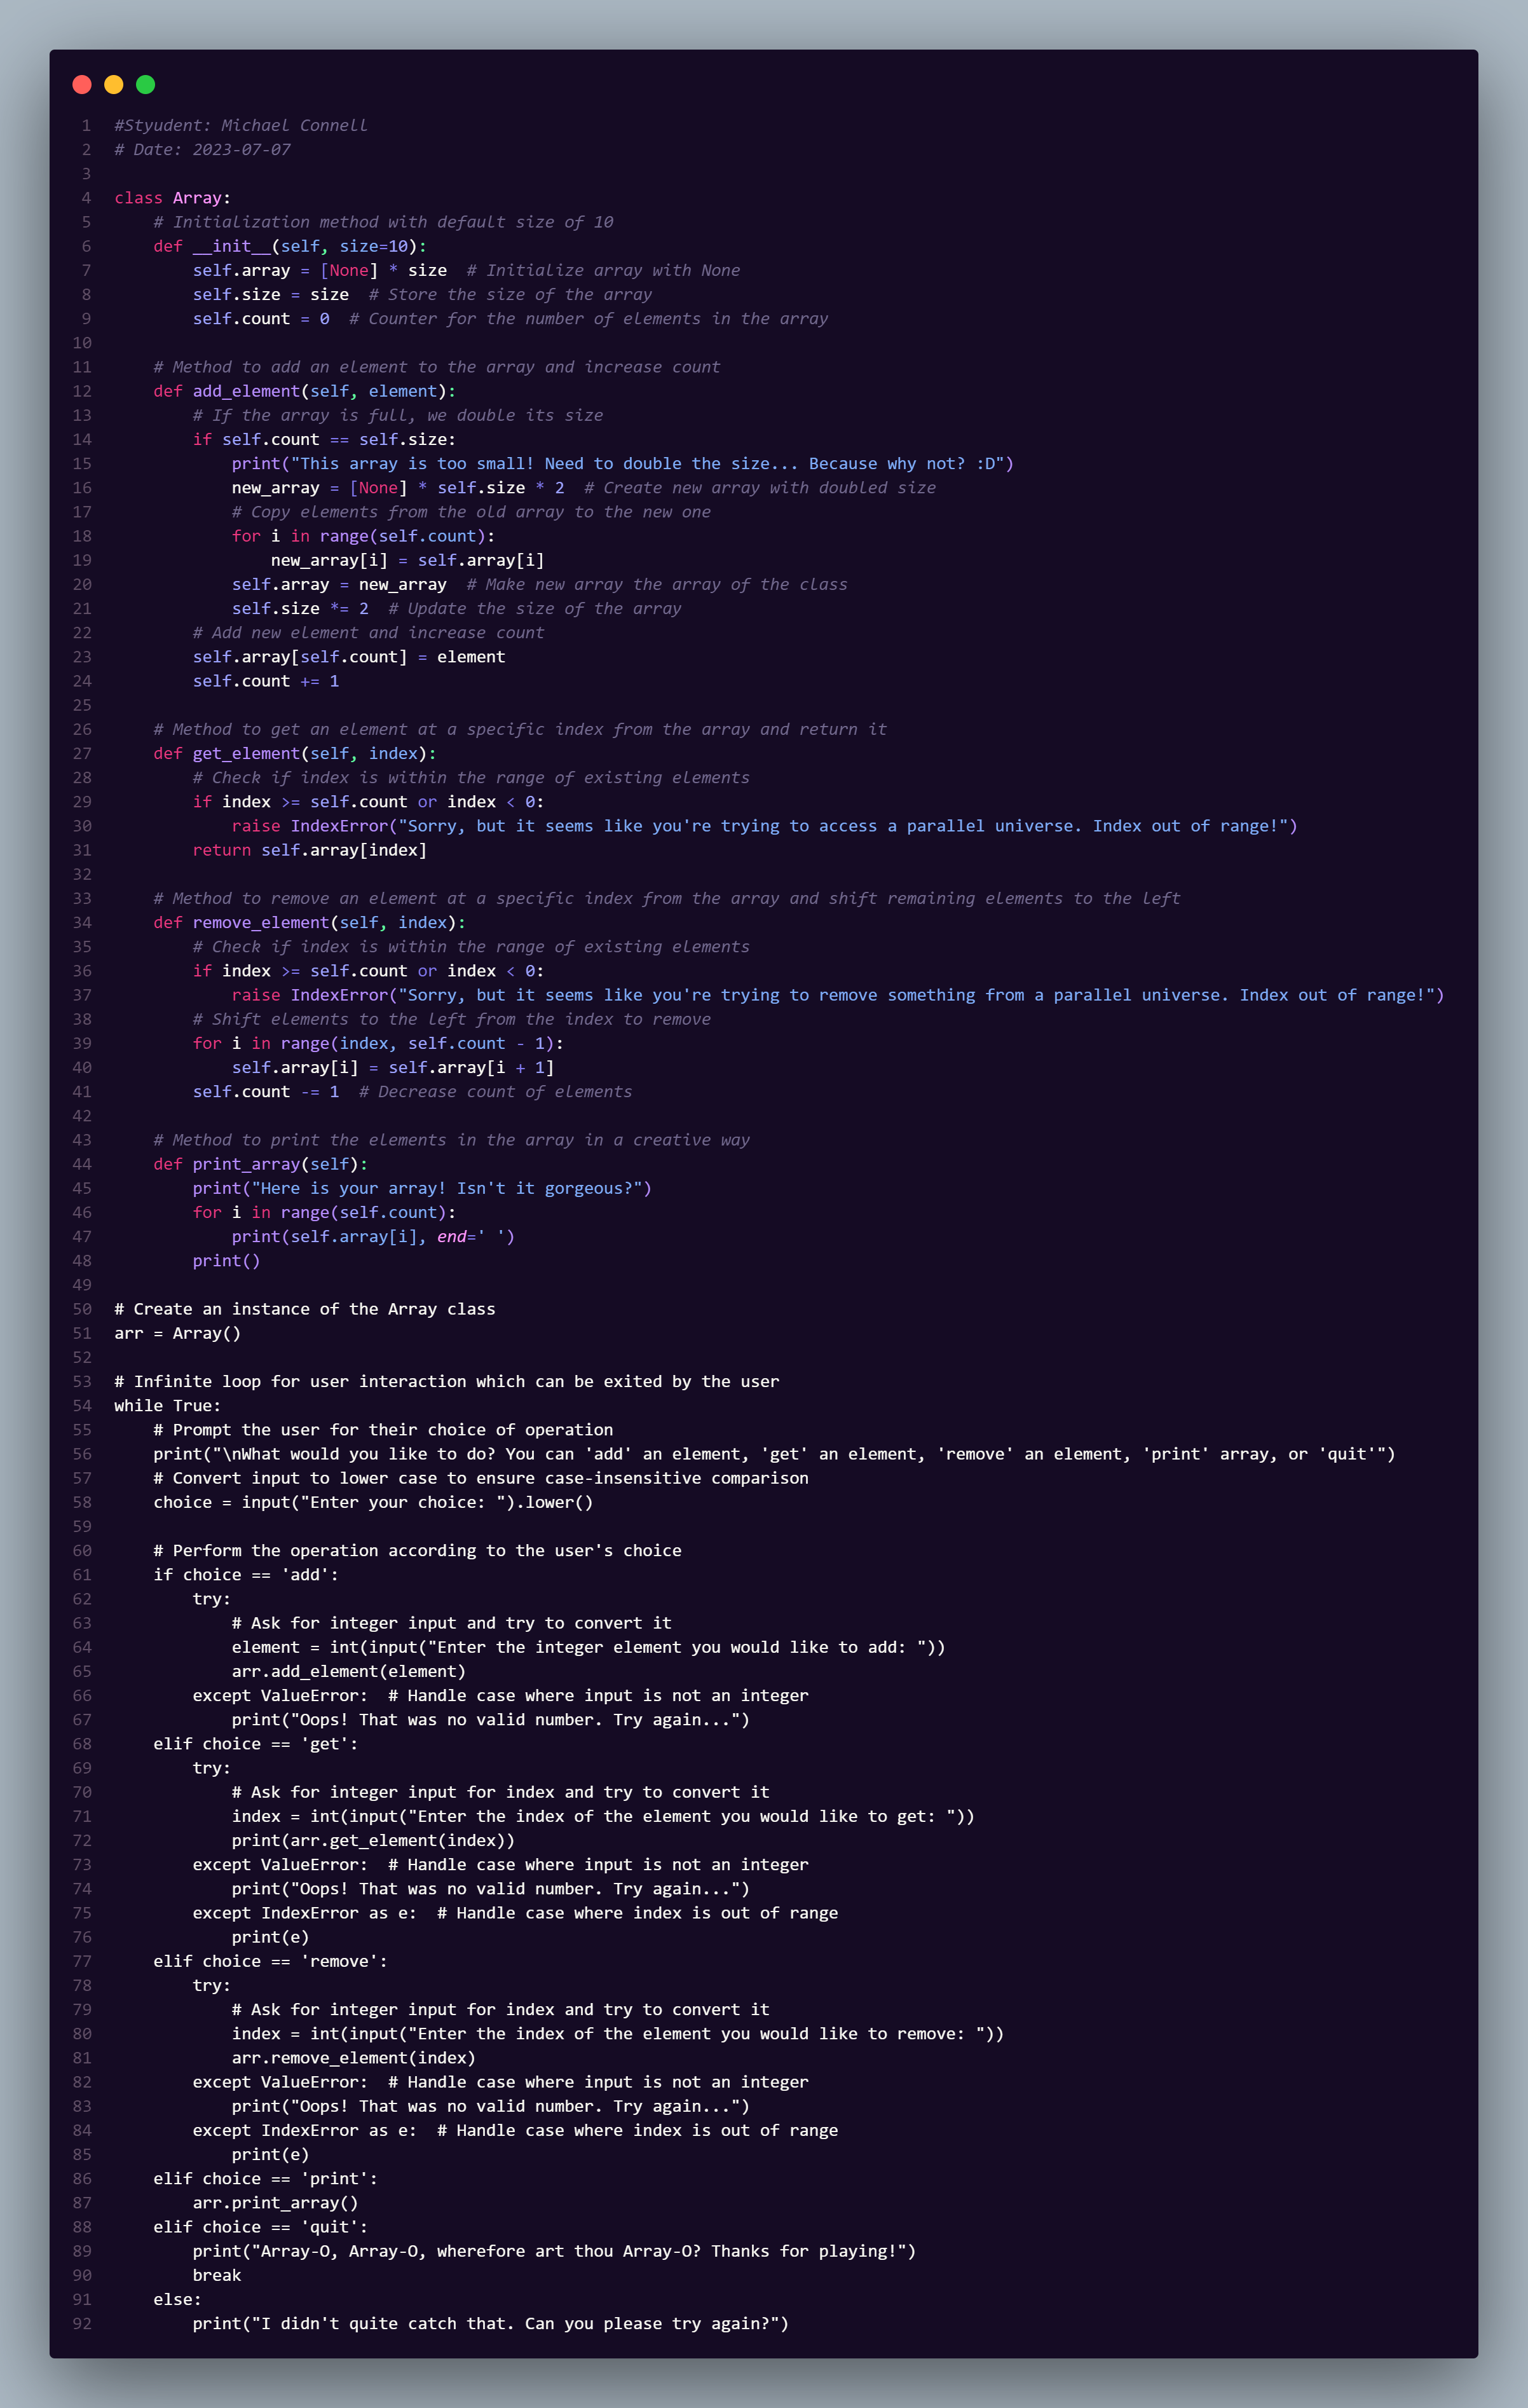 1 #Styudent: Michael Connell
2 # Date: 2023-07-07
3
4 class Array:
5     # Initialization method with default size of 10
6     def __init__(self, size=10):
7         self.array = [None] * size  # Initialize array with None
8         self.size = size  # Store the size of the array
9         self.count = 0  # Counter for the number of elements in the array
10
11     # Method to add an element to the array and increase count
12     def add_element(self, element):
13         # If the array is full, we double its size
14         if self.count == self.size:
15             print("This array is too small! Need to double the size... Because why not? :D")
16             new_array = [None] * self.size * 2  # Create new array with doubled size
17             # Copy elements from the old array to the new one
18             for i in range(self.count):
19                 new_array[i] = self.array[i]
20             self.array = new_array  # Make new array the array of the class
21             self.size *= 2  # Update the size of the array
22         # Add new element and increase count
23         self.array[self.count] = element
24         self.count += 1
25
26     # Method to get an element at a specific index from the array and return it
27     def get_element(self, index):
28         # Check if index is within the range of existing elements
29         if index >= self.count or index < 0:
30             raise IndexError("Sorry, but it seems like you're trying to access a parallel universe. Index out of range!")
31         return self.array[index]
32
33     # Method to remove an element at a specific index from the array and shift remaining elements to the left
34     def remove_element(self, index):
35         # Check if index is within the range of existing elements
36         if index >= self.count or index < 0:
37             raise IndexError("Sorry, but it seems like you're trying to remove something from a parallel universe. Index out of range!")
38         # Shift elements to the left from the index to remove
39         for i in range(index, self.count - 1):
40             self.array[i] = self.array[i + 1]
41         self.count -= 1  # Decrease count of elements
42
43     # Method to print the elements in the array in a creative way
44     def print_array(self):
45         print("Here is your array! Isn't it gorgeous?")
46         for i in range(self.count):
47             print(self.array[i], end=' ')
48         print()
49
50 # Create an instance of the Array class
51 arr = Array()
52
53 # Infinite loop for user interaction which can be exited by the user
54 while True:
55     # Prompt the user for their choice of operation
56     print("\nWhat would you like to do? You can 'add' an element, 'get' an element, 'remove' an element, 'print' array, or 'quit'")
57     # Convert input to lower case to ensure case-insensitive comparison
58     choice = input("Enter your choice: ").lower()
59
60     # Perform the operation according to the user's choice
61     if choice == 'add':
62         try:
63             # Ask for integer input and try to convert it
64             element = int(input("Enter the integer element you would like to add: "))
65             arr.add_element(element)
66         except ValueError:  # Handle case where input is not an integer
67             print("Oops! That was no valid number. Try again...")
68     elif choice == 'get':
69         try:
70             # Ask for integer input for index and try to convert it
71             index = int(input("Enter the index of the element you would like to get: "))
72             print(arr.get_element(index))
73         except ValueError:  # Handle case where input is not an integer
74             print("Oops! That was no valid number. Try again...")
75         except IndexError as e:  # Handle case where index is out of range
76             print(e)
77     elif choice == 'remove':
78         try:
79             # Ask for integer input for index and try to convert it
80             index = int(input("Enter the index of the element you would like to remove: "))
81             arr.remove_element(index)
82         except ValueError:  # Handle case where input is not an integer
83             print("Oops! That was no valid number. Try again...")
84         except IndexError as e:  # Handle case where index is out of range
85             print(e)
86     elif choice == 'print':
87         arr.print_array()
88     elif choice == 'quit':
89         print("Array-O, Array-O, wherefore art thou Array-O? Thanks for playing!")
90         break
91     else:
92         print("I didn't quite catch that. Can you please try again?")